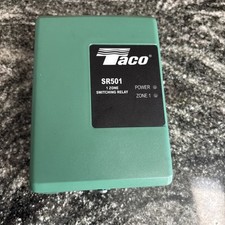 Taco
SR501
1 ZONE
SWITCHING RELAY
POWER
ZONE 1